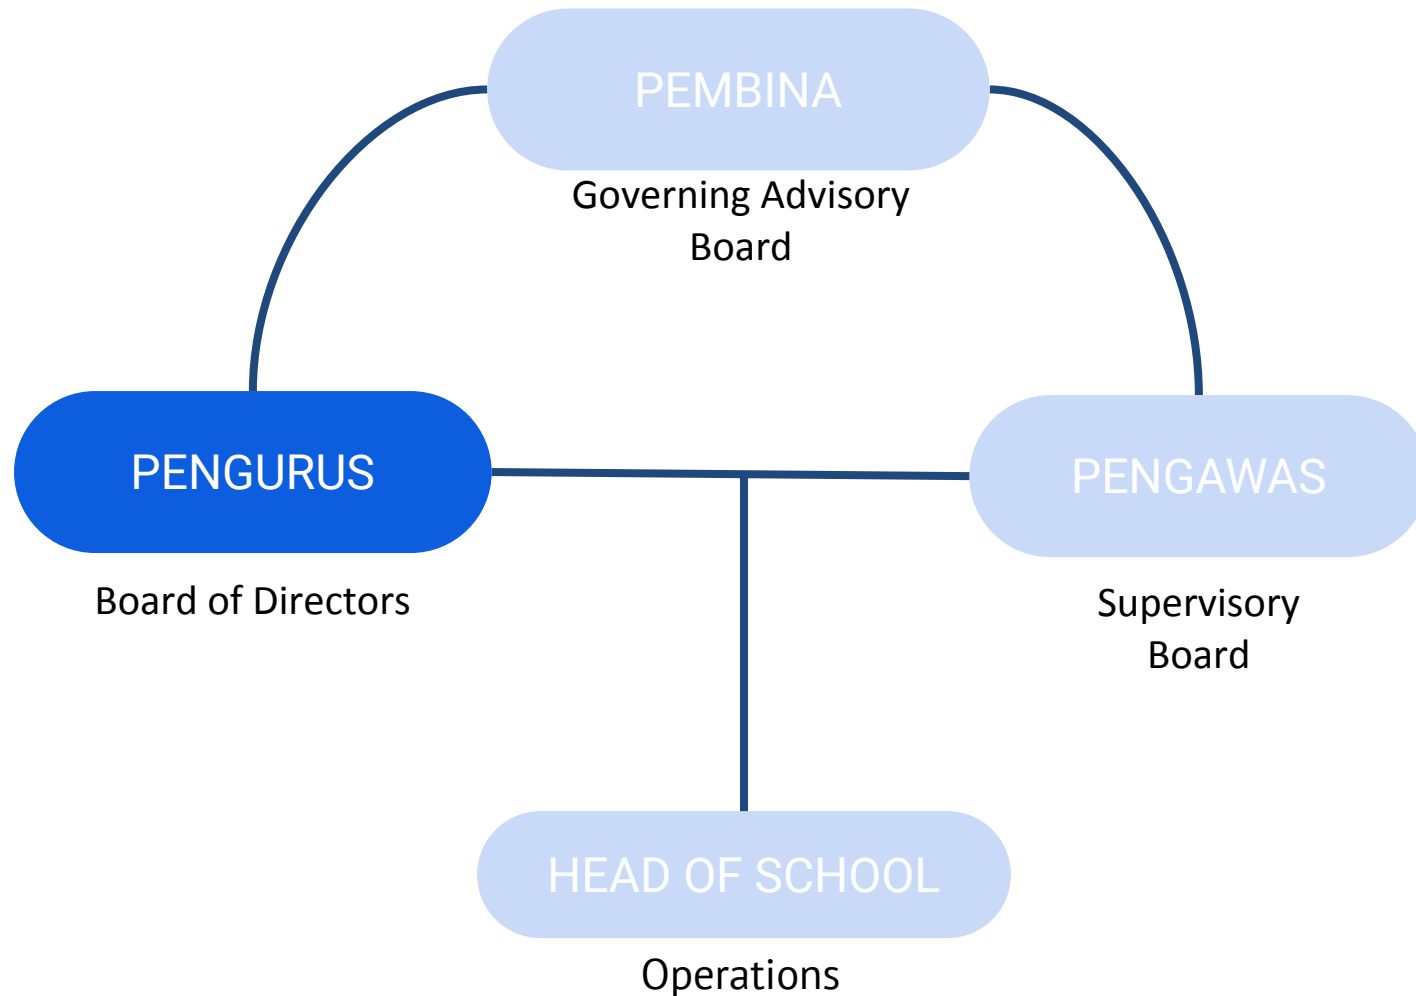 PEMBINA
Governing Advisory
Board
PENGURUS
Board of Directors
PENGAWAS
Supervisory
Board
HEAD OF SCHOOL
Operations